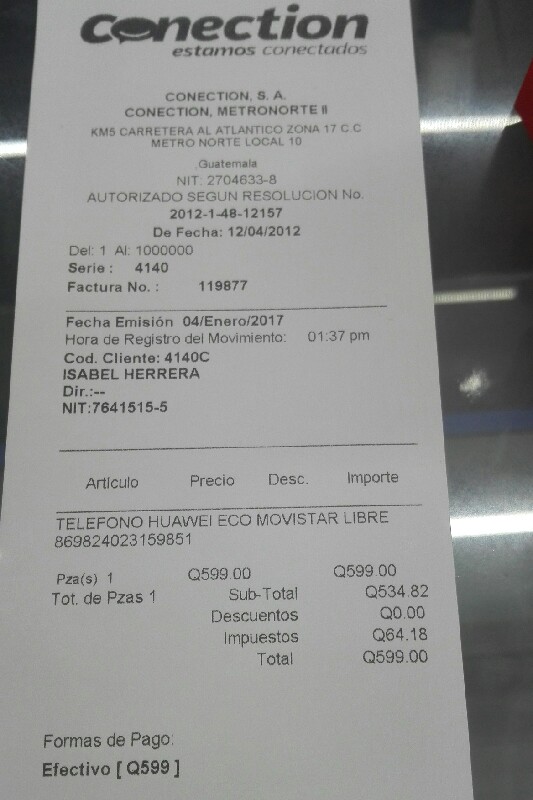 Conection
estamos conectados
CONECTION, S. A.
CONECTION, METRONORTE II
KM5 CARRETERA AL ATLANTICO ZONA 17 C.C
METRO NORTE LOCAL 10
,Guatemala
NIT: 2704633-8
AUTORIZADO SEGUN RESOLUCION No.
2012-1-48-12157
De Fecha: 12/04/2012
Del: 1 Al: 1000000
Serie : 4140
Factura No. : 119877
Fecha Emisión 04/Enero/2017
Hora de Registro del Movimiento: 01:37 pm
Cod. Cliente: 4140C
ISABEL HERRERA
Dir.:--
NIT:7641515-5
Artículo Precio Desc. Importe
TELEFONO HUAWEI ECO MOVISTAR LIBRE
869824023159851
Pza(s) 1 Q599.00 Q599.00
Tot. de Pzas 1 Sub-Total Q534.82
Descuentos Q0.00
Impuestos Q64.18
Total Q599.00
Formas de Pago:
Efectivo [ Q599 ]